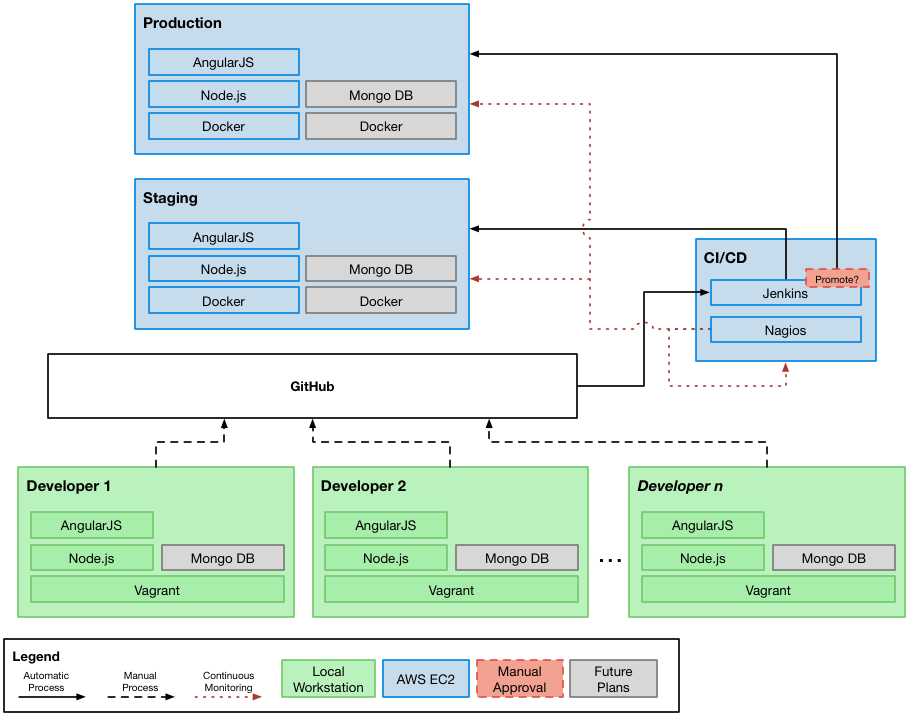 Production
AngularJS
Node.js
Mongo DB
Docker
Docker
Staging
AngularJS
Node.js
Mongo DB
Docker
Docker
CI/CD
Promote?
Jenkins
Nagios
GitHub
Developer 1
AngularJS
Node.js
Mongo DB
Vagrant
Developer 2
AngularJS
Node.js
Mongo DB
Vagrant
...
Developer n
AngularJS
Node.js
Mongo DB
Vagrant
Legend
Automatic
Process
Manual
Process
Continuous
Monitoring
Local
Workstation
AWS EC2
Manual
Approval
Future
Plans